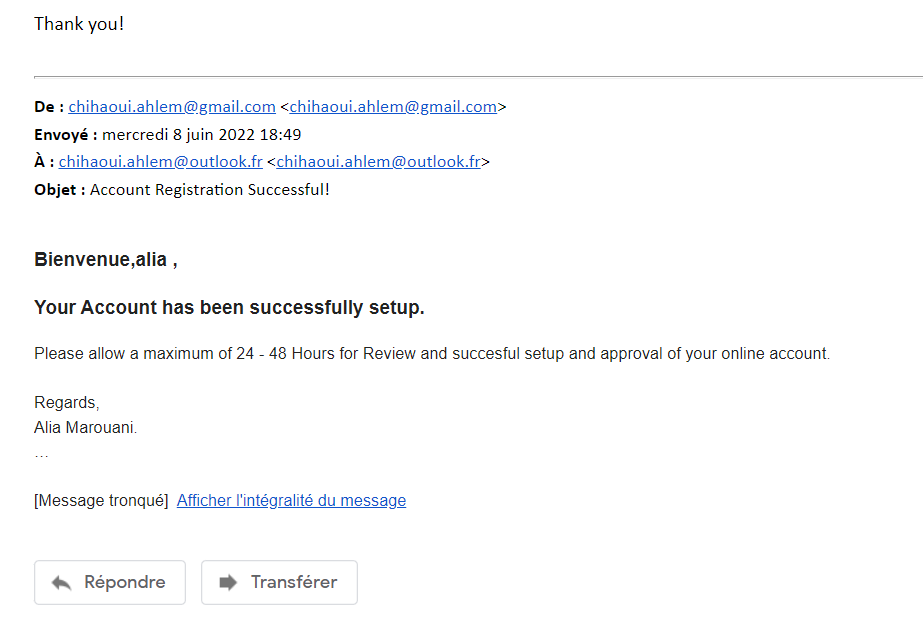 Thank you!
De : chihaoui.ahlem@gmail.com <chihaoui.ahlem@gmail.com>
Envoyé : mercredi 8 juin 2022 18:49
À : chihaoui.ahlem@outlook.fr <chihaoui.ahlem@outlook.fr>
Objet : Account Registration Successful!
Bienvenue,alia ,
Your Account has been successfully setup.
Please allow a maximum of 24 - 48 Hours for Review and succesful setup and approval of your online account.
Regards,
Alia Marouani.
...
[Message tronqué] Afficher l'intégralité du message
Répondre Transférer